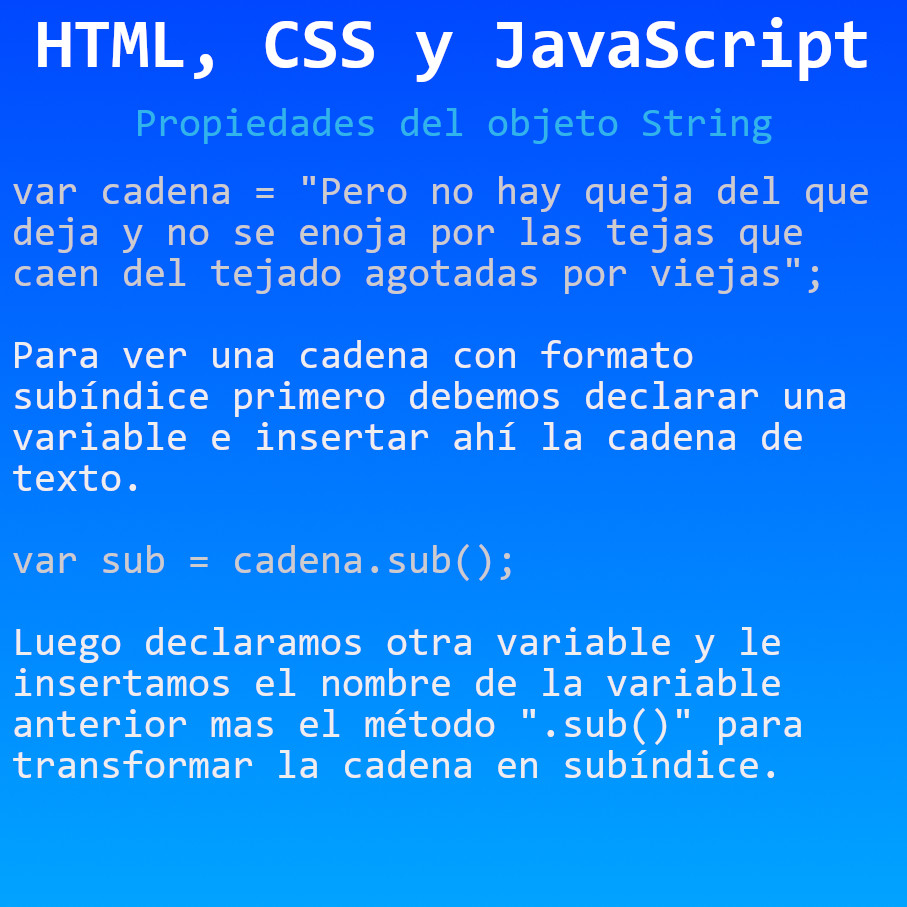 HTML, CSS y JavaScript
Propiedades del objeto String
var cadena = "Pero no hay queja del que
deja y no se enoja por las tejas que
caen del tejado agotadas por viejas";
Para ver una cadena con formato
subíndice primero debemos declarar una
variable e insertar ahí la cadena de
texto.
var sub = cadena.sub();
Luego declaramos otra variable y le
insertamos el nombre de la variable
anterior mas el método ".sub()" para
transformar la cadena en subíndice.